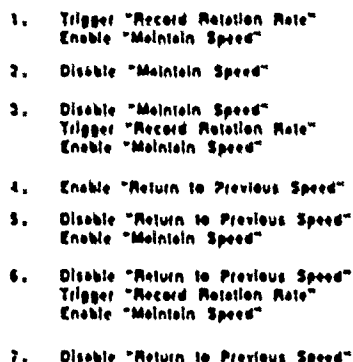 1. Trigger "Record Rotation Rate"
Enable "Maintain Speed"
2. Disable "Maintain Speed"
3. Disable "Maintain Speed"
Trigger "Record Rotation Rate"
Enable "Maintain Speed"
4. Enable "Return to Previous Speed"
5. Disable "Return to Previous Speed"
Enable "Maintain Speed"
6. Disable "Return to Previous Speed"
Trigger "Record Rotation Rate"
Enable "Maintain Speed"
7. Disable "Return to Previous Speed"